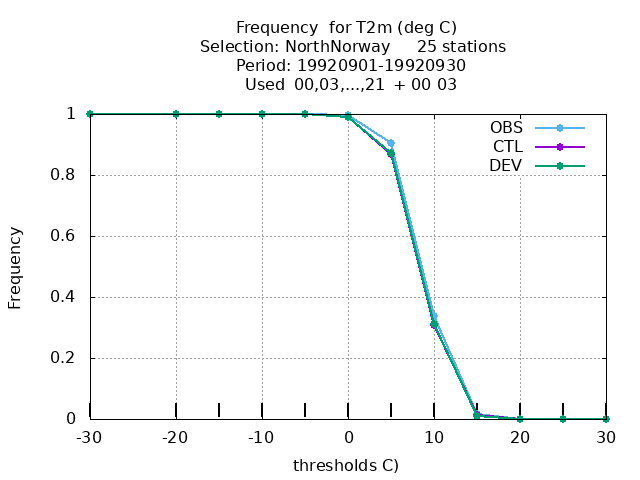 Frequency  for T2m (deg C)
Selection: NorthNorway     25 stations
Period: 19920901-19920930
Used  00,03,...,21  + 00 03
OBS
CTL
DEV
1
0.8
0.6
0.4
0.2
0
Frequency
-30
-20
-10
0
10
20
30
thresholds C)